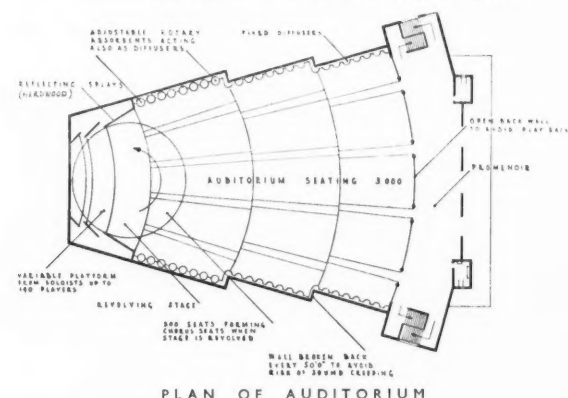 ADJUSTABLE ROTARY
ABSORBENTS ACTING
ALSO AS DIFFUSERS
FIXED DIFFUSERS
REFLECTING SPLAYS
(HARDWOOD)
OPEN BACK WALL
TO AVOID PLAY BACK
AUDITORIUM SEATING 3000
PROMENOIR
VARIABLE PLATFORM
FROM SOLOISTS UP TO
REVOLVING STAGE
300 SEATS FORMING
CHORUS SEATS WHEN
STAGE IS REVOLVED
WALL BROKEN BACK
EVERY 50'0" TO AVOID
RISK OF SOUND CREEPING
PLAN OF AUDITORIUM